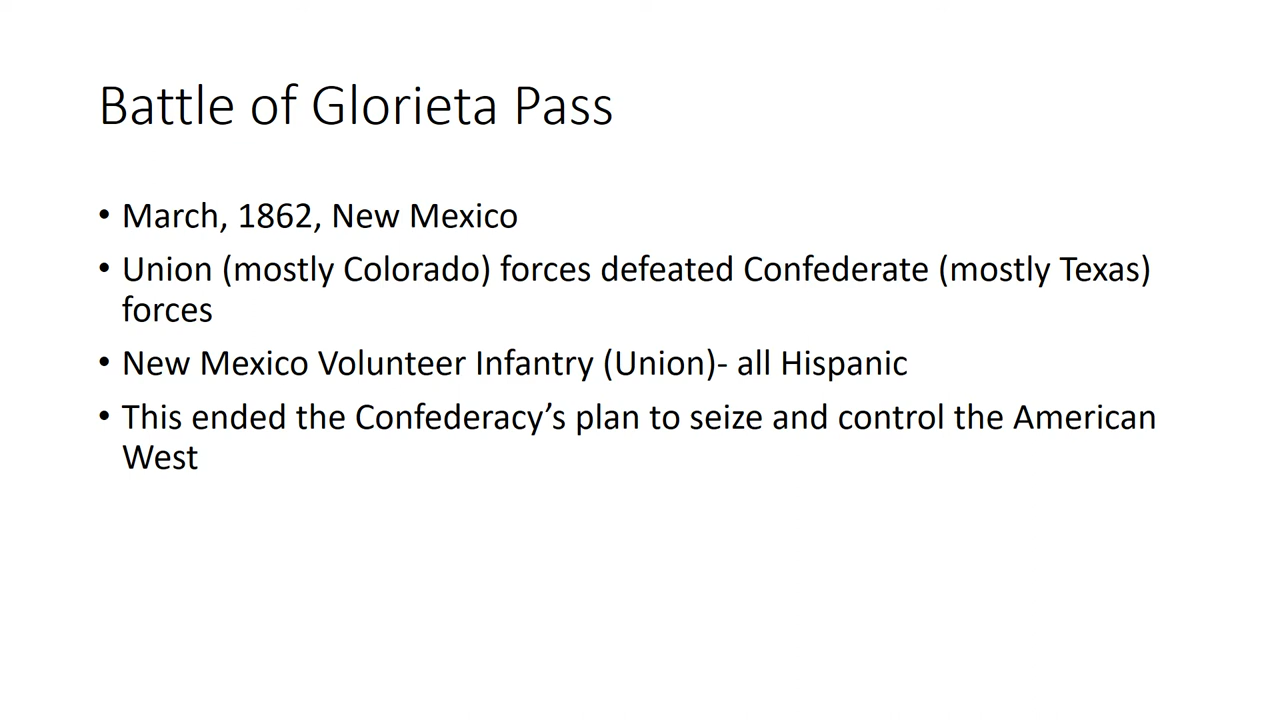 Battle of Glorieta Pass
• March, 1862, New Mexico
• Union (mostly Colorado) forces defeated Confederate (mostly Texas)
forces
• New Mexico Volunteer Infantry (Union)- all Hispanic
• This ended the Confederacy’s plan to seize and control the American
West